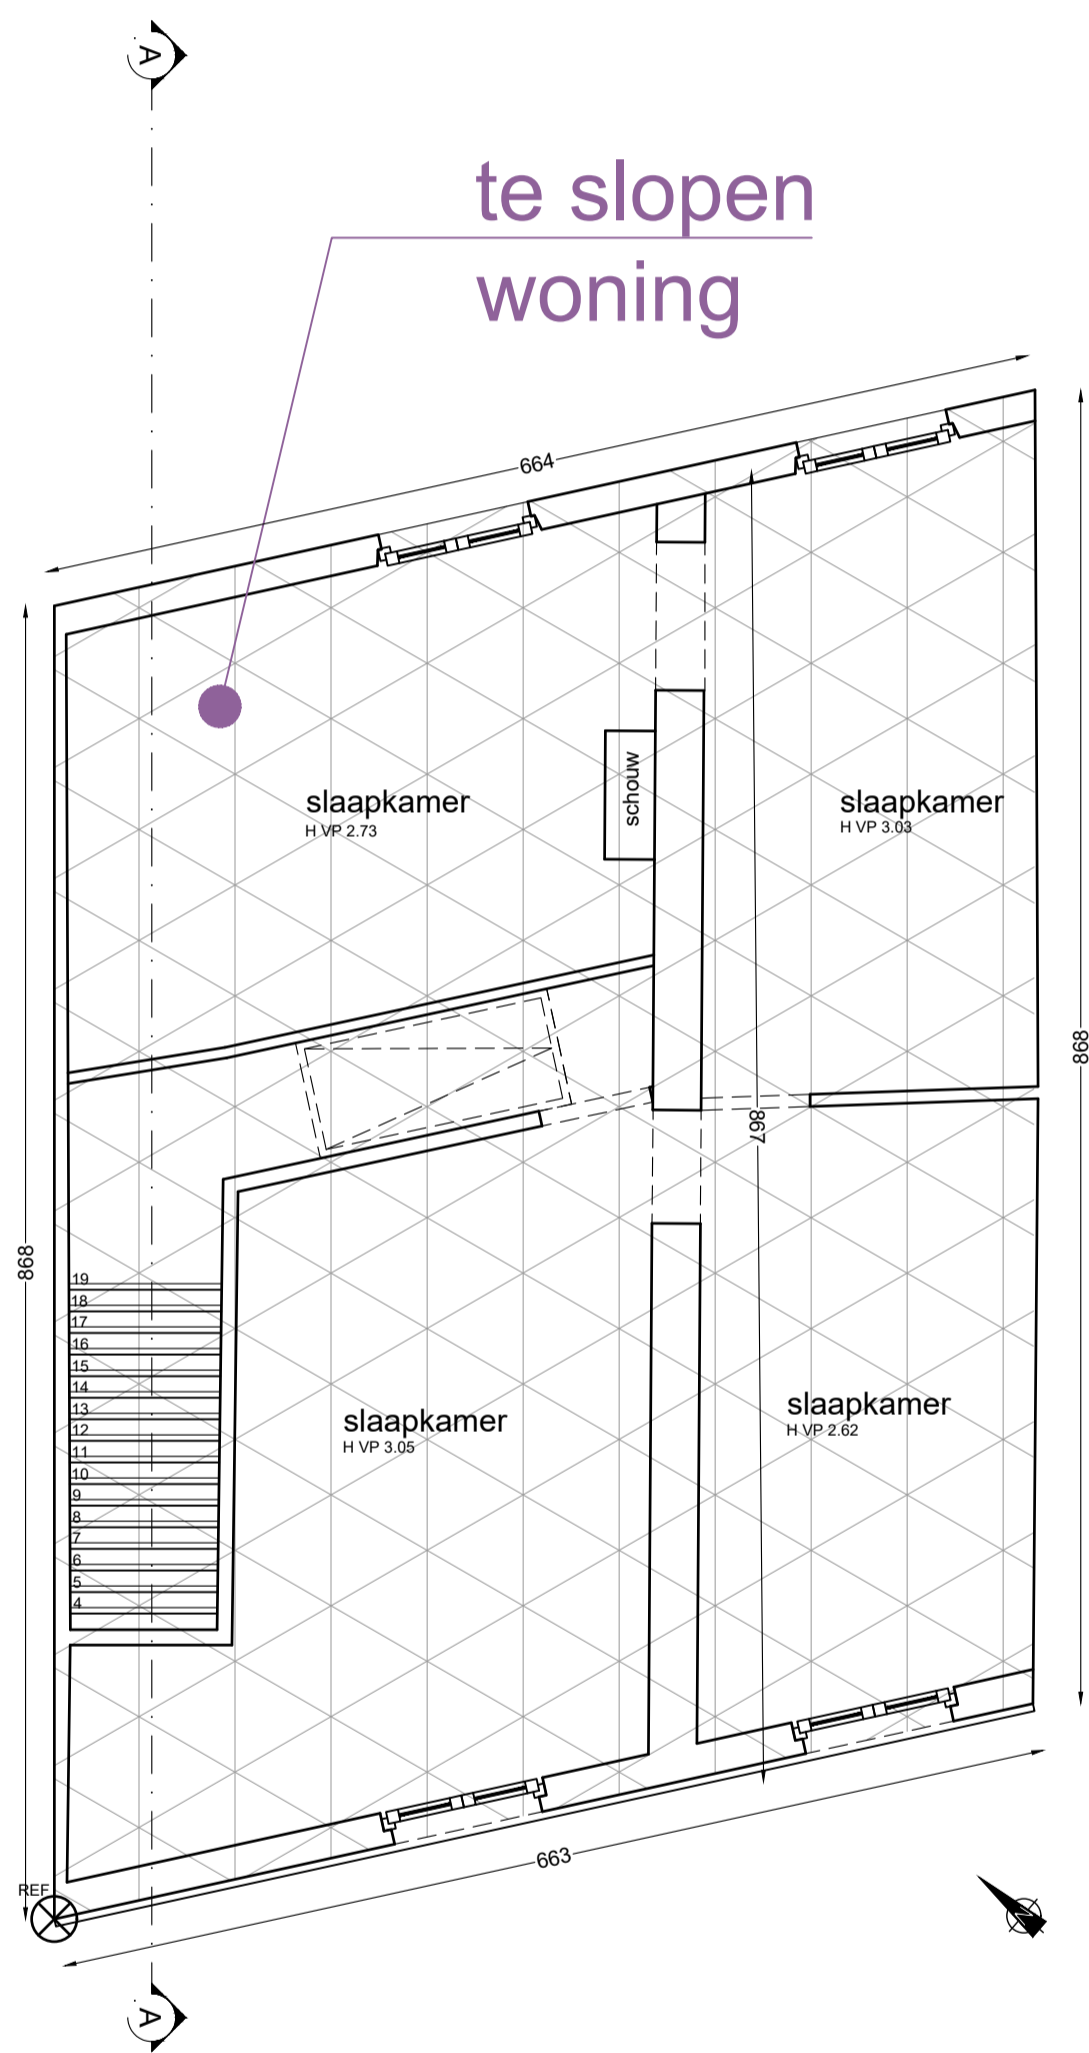 A
te slopen
woning
664
slaapkamer
H VP 2.73
schouw
slaapkamer
H VP 3.03
868
867
868
19
18
17
16
15
14
13
12
11
10
9
8
7
6
5
4
slaapkamer
H VP 3.05
slaapkamer
H VP 2.62
663
REF
N
A